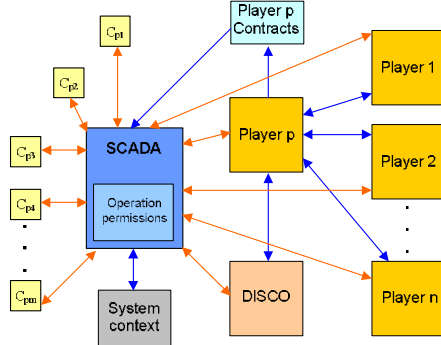 Player p
Contracts
Cp1
Player 1
Cp2
SCADA
Player p
Cp3
Player 2
Operation
permissions
Cp4
System
context
DISCO
Player n
Cpm